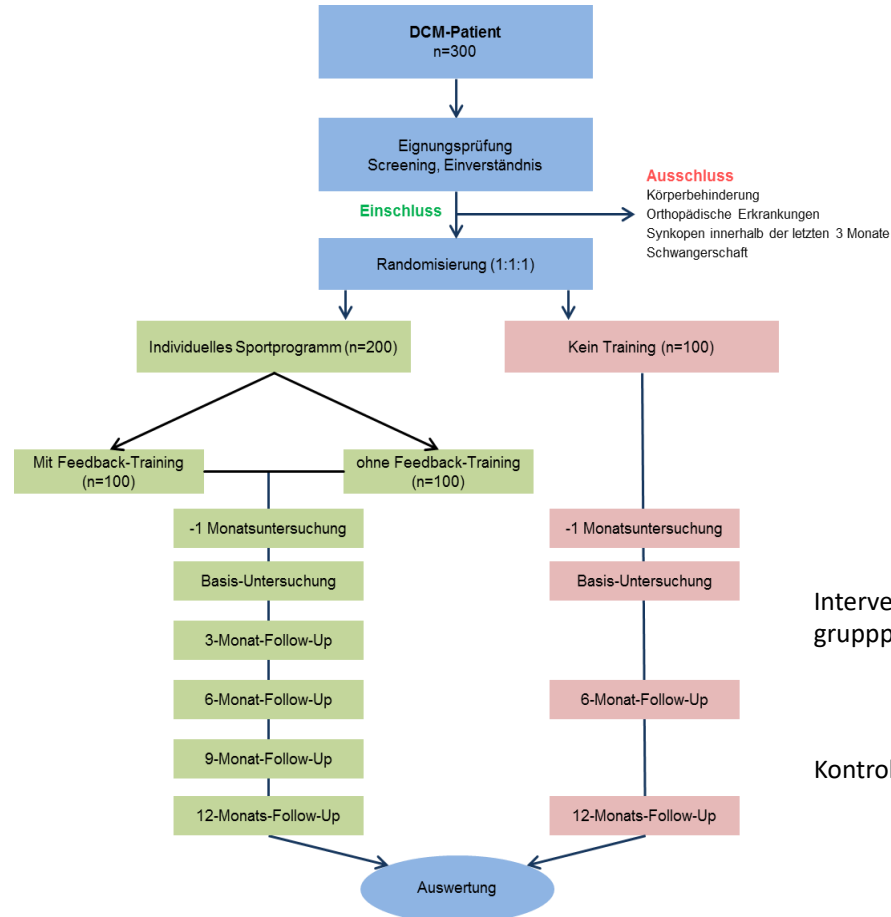 DCM-Patient
n=300
Eignungsprüfung
Screening, Einverständnis
Einschluss
Ausschluss
Körperbehinderung
Orthopädische Erkrankungen
Synkopen innerhalb der letzten 3 Monate
Schwangerschaft
Randomisierung (1:1:1)
Individuelles Sportprogramm (n=200)
Kein Training (n=100)
Mit Feedback-Training
(n=100)
ohne Feedback-Training
(n=100)
-1 Monatsuntersuchung
Basis-Untersuchung
3-Monat-Follow-Up
6-Monat-Follow-Up
9-Monat-Follow-Up
12-Monats-Follow-Up
-1 Monatsuntersuchung
Basis-Untersuchung
6-Monat-Follow-Up
12-Monats-Follow-Up
Auswertung